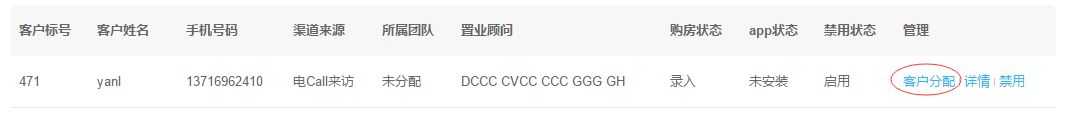 客户标号 客户姓名 手机号码 渠道来源 所属团队 置业顾问 购房状态 app状态 禁用状态 管理
471 yanl 13716962410 电Call来访 未分配 DCCC CVCC CCC GGG GH 录入 未安装 启用 客户分配 | 详情 | 禁用